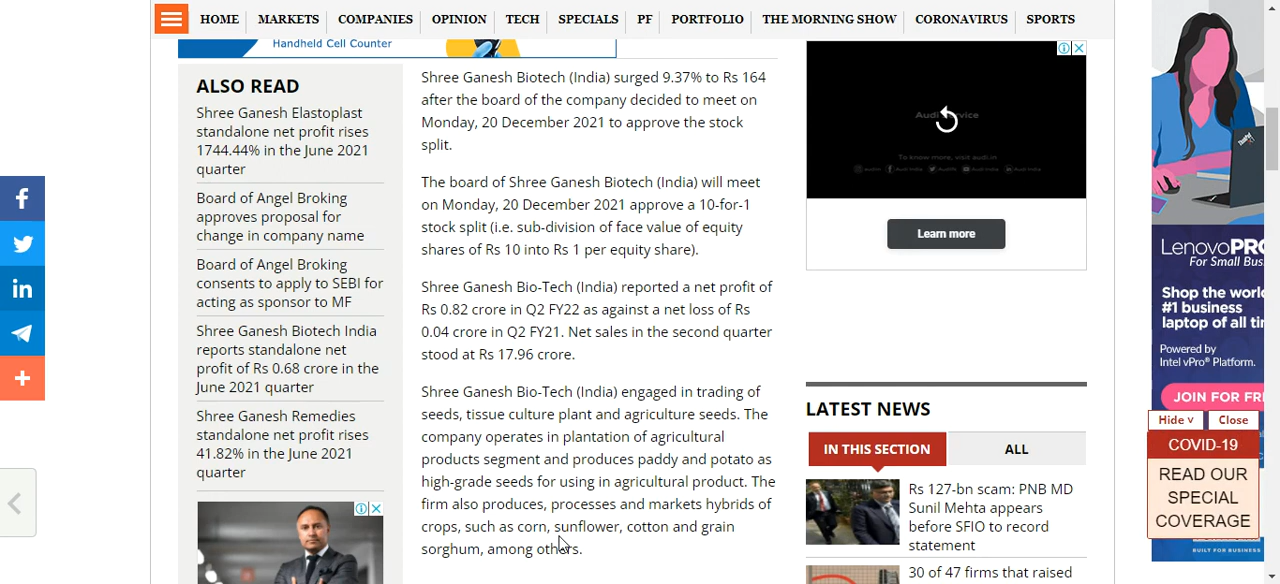 HOME MARKETS COMPANIES OPINION TECH SPECIALS PF PORTFOLIO THE MORNING SHOW CORONAVIRUS SPORTS
Handheld Cell Counter
ALSO READ
Shree Ganesh Elastoplast
standalone net profit rises
1744.44% in the June 2021
quarter
Board of Angel Broking
approves proposal for
change in company name
Board of Angel Broking
consents to apply to SEBI for
acting as sponsor to MF
Shree Ganesh Biotech India
reports standalone net
profit of Rs 0.68 crore in the
June 2021 quarter
Shree Ganesh Remedies
standalone net profit rises
41.82% in the June 2021
quarter
Shree Ganesh Biotech (India) surged 9.37% to Rs 164
after the board of the company decided to meet on
Monday, 20 December 2021 to approve the stock
split.
The board of Shree Ganesh Biotech (India) will meet
on Monday, 20 December 2021 approve a 10-for-1
stock split (i.e. sub-division of face value of equity
shares of Rs 10 into Rs 1 per equity share).
Shree Ganesh Bio-Tech (India) reported a net profit of
Rs 0.82 crore in Q2 FY22 as against a net loss of Rs
0.04 crore in Q2 FY21. Net sales in the second quarter
stood at Rs 17.96 crore.
Shree Ganesh Bio-Tech (India) engaged in trading of
seeds, tissue culture plant and agriculture seeds. The
company operates in plantation of agricultural
products segment and produces paddy and potato as
high-grade seeds for using in agricultural product. The
firm also produces, processes and markets hybrids of
crops, such as corn, sunflower, cotton and grain
sorghum, among others.
Audi Service
To know more, visit audi.in
Learn more
LATEST NEWS
IN THIS SECTION ALL
Rs 127-bn scam: PNB MD
Sunil Mehta appears
before SFIO to record
statement
30 of 47 firms that raised
ThinkPad
LenovoPRO
For Small Bus
Shop the world
#1 business
laptop of all ti
Powered by
Intel vPro® Platform.
JOIN FOR FRE
Hide v Close
COVID-19
READ OUR
SPECIAL
COVERAGE
BUILT FOR BUSINESS